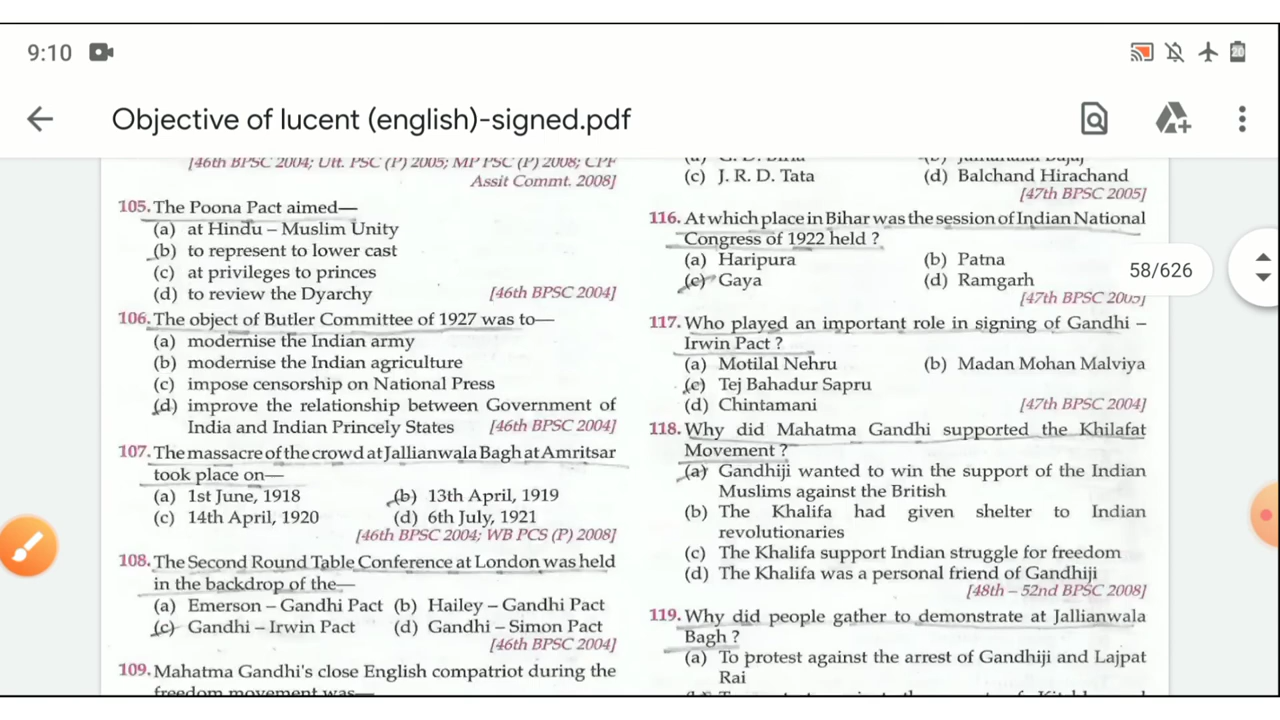 9:10
20
Objective of lucent (english)-signed.pdf
[46th BPSC 2004; Utt. PSC (P) 2005; MP PSC (P) 2008; CPF
Assit Commt. 2008]
105. The Poona Pact aimed—
(a) at Hindu – Muslim Unity
(b) to represent to lower cast
(c) at privileges to princes
(d) to review the Dyarchy [46th BPSC 2004]
106. The object of Butler Committee of 1927 was to—
(a) modernise the Indian army
(b) modernise the Indian agriculture
(c) impose censorship on National Press
(d) improve the relationship between Government of
India and Indian Princely States [46th BPSC 2004]
107. The massacre of the crowd at Jallianwala Bagh at Amritsar
took place on—
(a) 1st June, 1918 (b) 13th April, 1919
(c) 14th April, 1920 (d) 6th July, 1921
[46th BPSC 2004; WB PCS (P) 2008]
108. The Second Round Table Conference at London was held
in the backdrop of the—
(a) Emerson – Gandhi Pact (b) Hailey – Gandhi Pact
(c) Gandhi – Irwin Pact (d) Gandhi – Simon Pact
[46th BPSC 2004]
109. Mahatma Gandhi's close English compatriot during the
freedom movement was—
(c) J. R. D. Tata (d) Balchand Hirachand
[47th BPSC 2005]
116. At which place in Bihar was the session of Indian National
Congress of 1922 held ?
(a) Haripura (b) Patna
(c) Gaya (d) Ramgarh
[47th BPSC 2005]
58/626
117. Who played an important role in signing of Gandhi –
Irwin Pact ?
(a) Motilal Nehru (b) Madan Mohan Malviya
(c) Tej Bahadur Sapru
(d) Chintamani [47th BPSC 2004]
118. Why did Mahatma Gandhi supported the Khilafat
Movement ?
(a) Gandhiji wanted to win the support of the Indian
Muslims against the British
(b) The Khalifa had given shelter to Indian
revolutionaries
(c) The Khalifa support Indian struggle for freedom
(d) The Khalifa was a personal friend of Gandhiji
[48th – 52nd BPSC 2008]
119. Why did people gather to demonstrate at Jallianwala
Bagh ?
(a) To protest against the arrest of Gandhiji and Lajpat
Rai